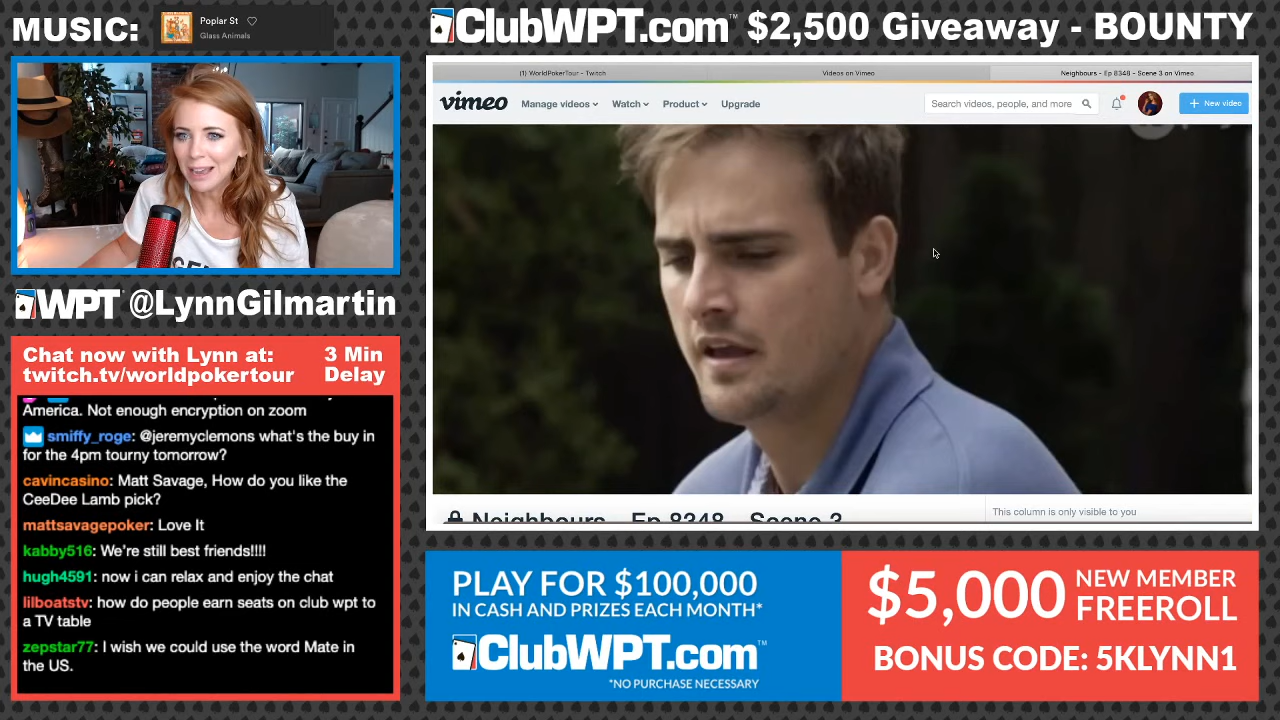 MUSIC:
Poplar St
Glass Animals
ClubWPT.com™ $2,500 Giveaway - BOUNTY
(1) WorldPokerTour - Twitch
Videos on Vimeo
Neighbours - Ep 8348 - Scene 3 on Vimeo
vimeo
Manage videos
Watch
Product
Upgrade
Search videos, people, and more
+ New video
WPT @LynnGilmartin
Chat now with Lynn at:
twitch.tv/worldpokertour
3 Min
Delay
America. Not enough encryption on zoom
smiffy_roge: @jeremyclemons what's the buy in
for the 4pm tourny tomorrow?
cavincasino: Matt Savage, How do you like the
CeeDee Lamb pick?
mattsavagepoker: Love It
kabby516: We're still best friends!!!!
hugh4591: now i can relax and enjoy the chat
lilboatstv: how do people earn seats on club wpt to
a TV table
zepstar77: I wish we could use the word Mate in
the US.
Neighbours - Ep 8348 - Scene 3
This column is only visible to you
PLAY FOR $100,000
IN CASH AND PRIZES EACH MONTH*
ClubWPT.com™
*NO PURCHASE NECESSARY
$5,000 NEW MEMBER
FREEROLL
BONUS CODE: 5KLYNN1